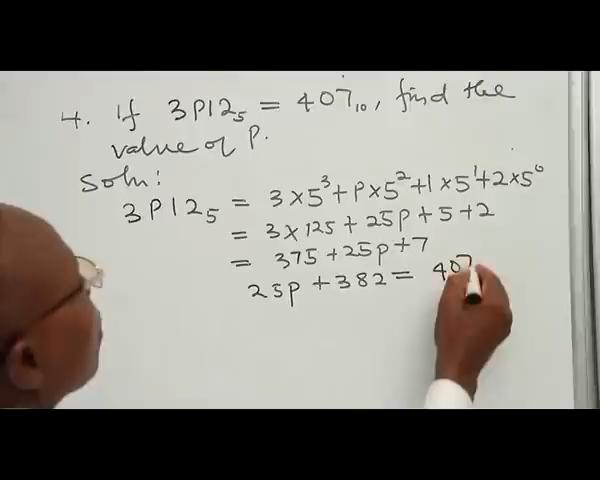 4. If 3P12₅ = 407₁₀, find the
value of P.
Soln:
3P12₅ = 3×5³+P×5²+1×5¹+2×5⁰
= 3×125+25p+5+2
= 375+25p+7
25p+382= 407